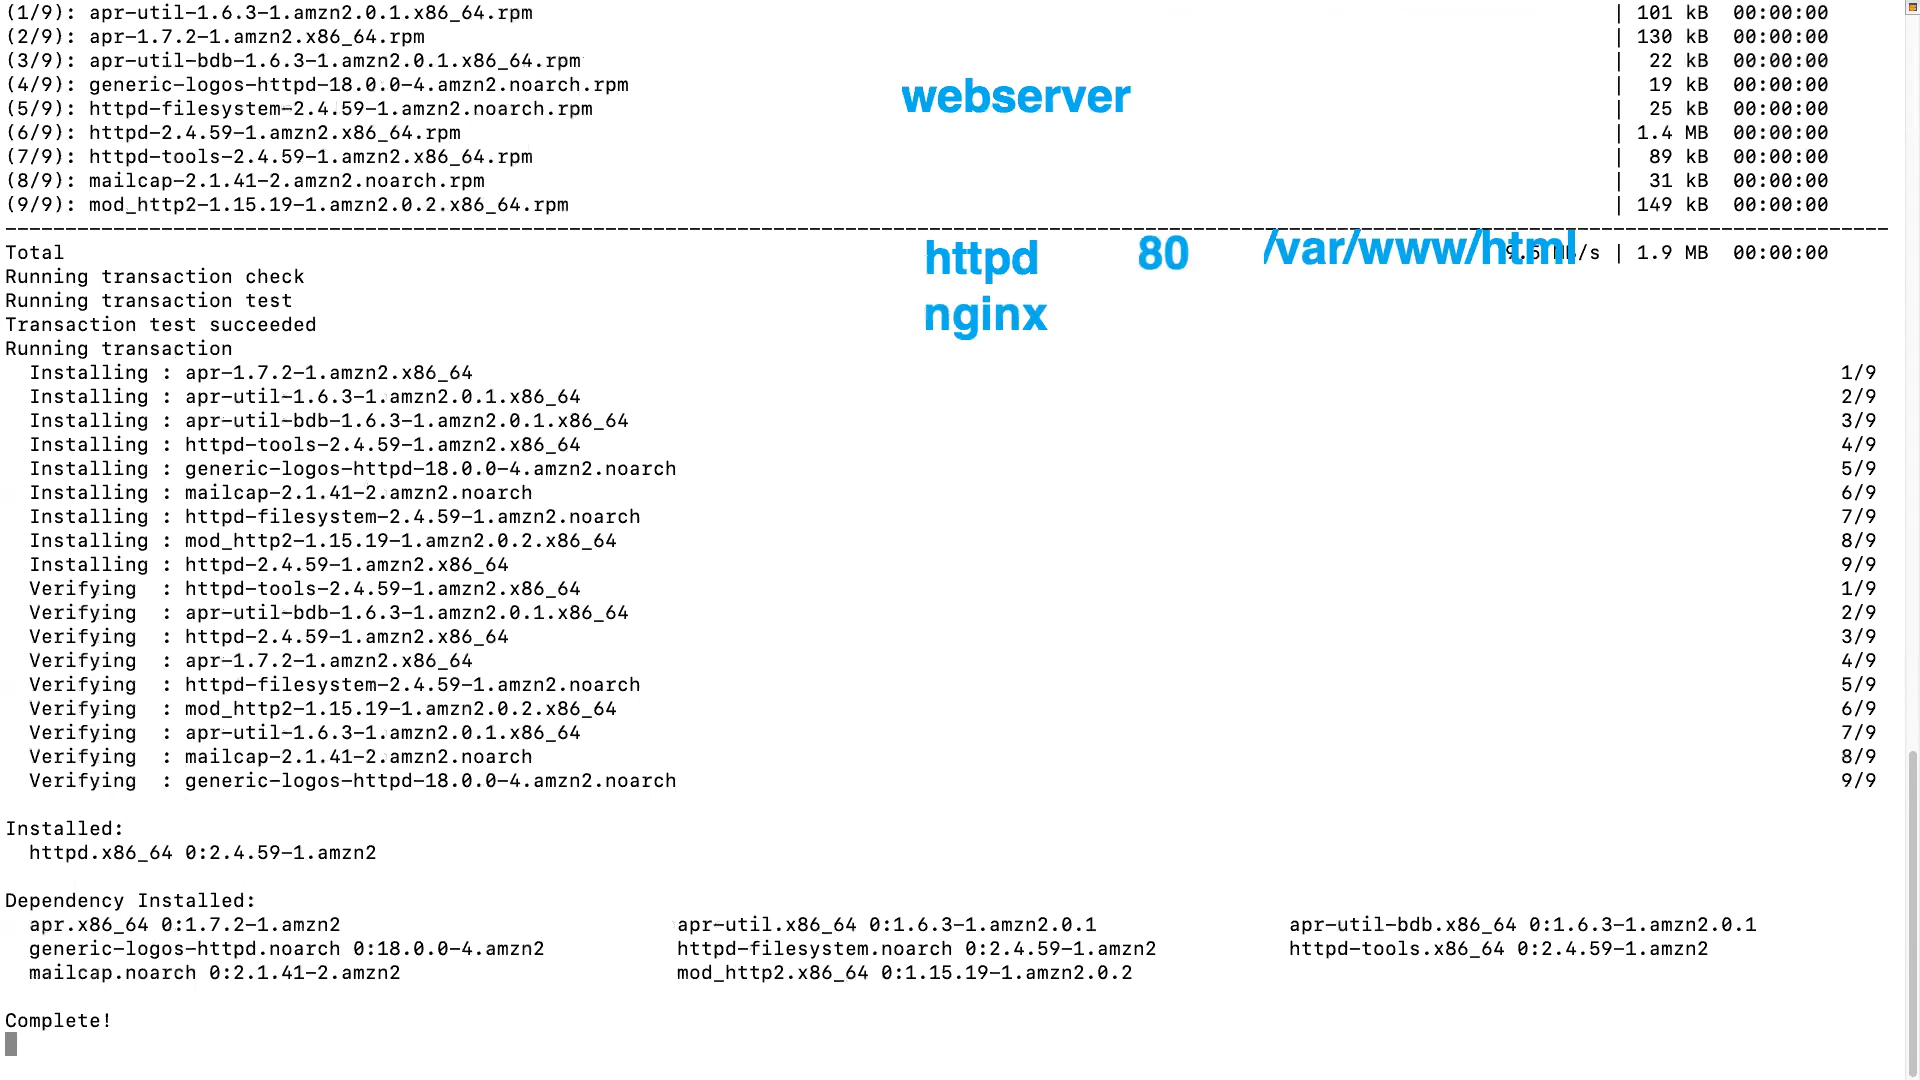 (1/9): apr-util-1.6.3-1.amzn2.0.1.x86_64.rpm | 101 kB 00:00:00
(2/9): apr-1.7.2-1.amzn2.x86_64.rpm | 130 kB 00:00:00
(3/9): apr-util-bdb-1.6.3-1.amzn2.0.1.x86_64.rpm | 22 kB 00:00:00
(4/9): generic-logos-httpd-18.0.0-4.amzn2.noarch.rpm | 19 kB 00:00:00
webserver
(5/9): httpd-filesystem-2.4.59-1.amzn2.noarch.rpm | 25 kB 00:00:00
(6/9): httpd-2.4.59-1.amzn2.x86_64.rpm | 1.4 MB 00:00:00
(7/9): httpd-tools-2.4.59-1.amzn2.x86_64.rpm | 89 kB 00:00:00
(8/9): mailcap-2.1.41-2.amzn2.noarch.rpm | 31 kB 00:00:00
(9/9): mod_http2-1.15.19-1.amzn2.0.2.x86_64.rpm | 149 kB 00:00:00
Total | 1.9 MB 00:00:00
httpd 80 /var/www/html
Running transaction check
Running transaction test
nginx
Transaction test succeeded
Running transaction
Installing : apr-1.7.2-1.amzn2.x86_64 1/9
Installing : apr-util-1.6.3-1.amzn2.0.1.x86_64 2/9
Installing : apr-util-bdb-1.6.3-1.amzn2.0.1.x86_64 3/9
Installing : httpd-tools-2.4.59-1.amzn2.x86_64 4/9
Installing : generic-logos-httpd-18.0.0-4.amzn2.noarch 5/9
Installing : mailcap-2.1.41-2.amzn2.noarch 6/9
Installing : httpd-filesystem-2.4.59-1.amzn2.noarch 7/9
Installing : mod_http2-1.15.19-1.amzn2.0.2.x86_64 8/9
Installing : httpd-2.4.59-1.amzn2.x86_64 9/9
Verifying : httpd-tools-2.4.59-1.amzn2.x86_64 1/9
Verifying : apr-util-bdb-1.6.3-1.amzn2.0.1.x86_64 2/9
Verifying : httpd-2.4.59-1.amzn2.x86_64 3/9
Verifying : apr-1.7.2-1.amzn2.x86_64 4/9
Verifying : httpd-filesystem-2.4.59-1.amzn2.noarch 5/9
Verifying : mod_http2-1.15.19-1.amzn2.0.2.x86_64 6/9
Verifying : apr-util-1.6.3-1.amzn2.0.1.x86_64 7/9
Verifying : mailcap-2.1.41-2.amzn2.noarch 8/9
Verifying : generic-logos-httpd-18.0.0-4.amzn2.noarch 9/9
Installed:
httpd.x86_64 0:2.4.59-1.amzn2
Dependency Installed:
apr.x86_64 0:1.7.2-1.amzn2 apr-util.x86_64 0:1.6.3-1.amzn2.0.1 apr-util-bdb.x86_64 0:1.6.3-1.amzn2.0.1
generic-logos-httpd.noarch 0:18.0.0-4.amzn2 httpd-filesystem.noarch 0:2.4.59-1.amzn2 httpd-tools.x86_64 0:2.4.59-1.amzn2
mailcap.noarch 0:2.1.41-2.amzn2 mod_http2.x86_64 0:1.15.19-1.amzn2.0.2
Complete!